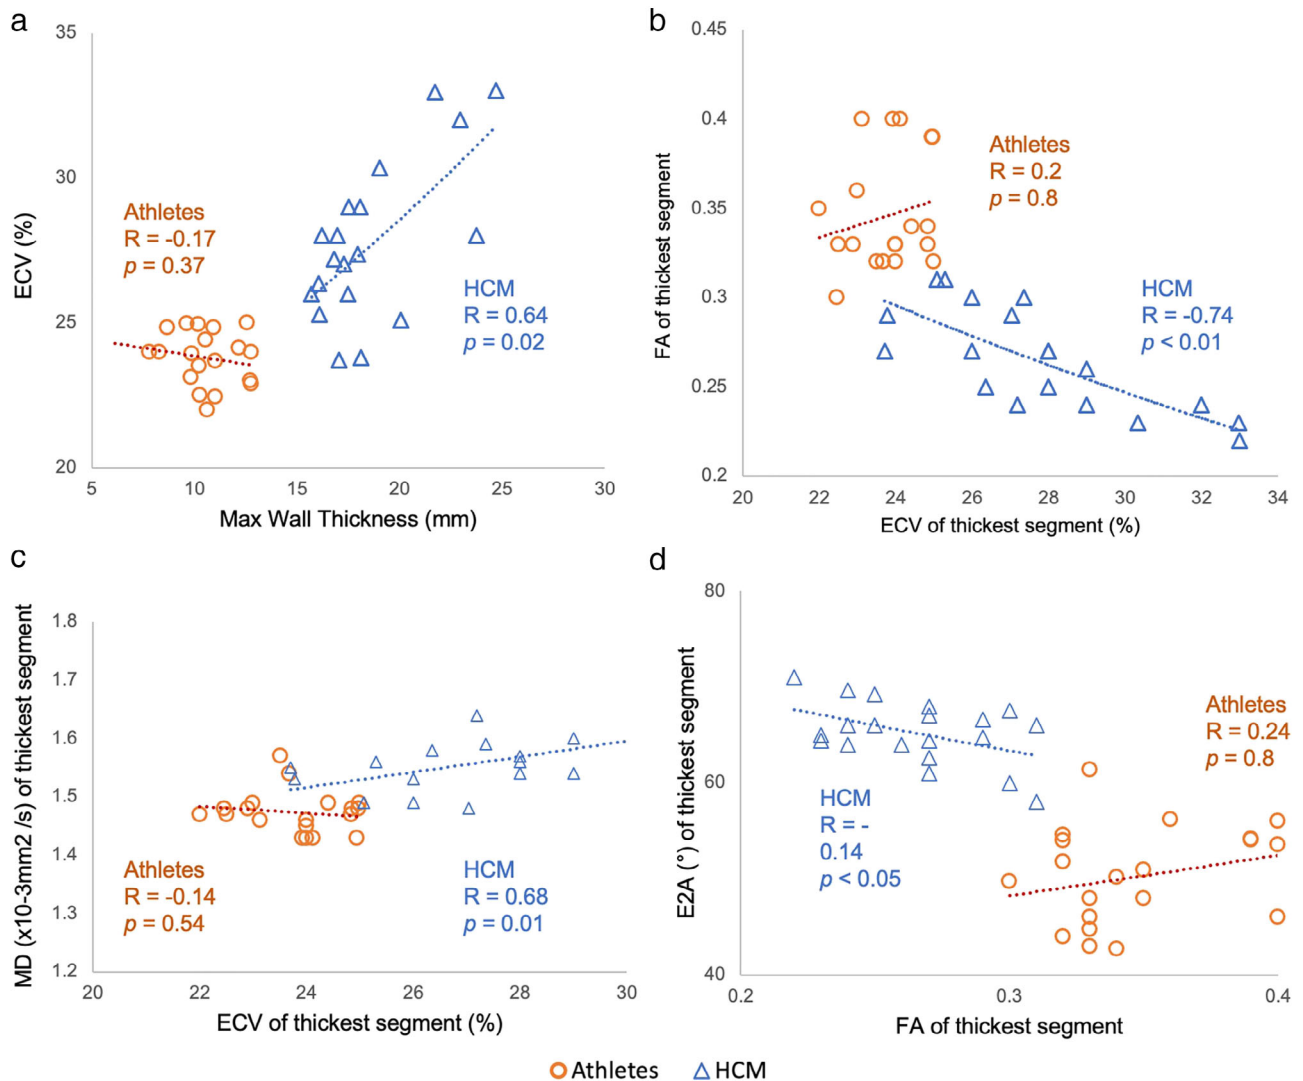 a
35
30
25
20
ECV (%)
Athletes
R = -0.17
p = 0.37
HCM
R = 0.64
p = 0.02
5 10 15 20 25 30
Max Wall Thickness (mm)
b
0.45
0.4
0.35
0.3
0.25
0.2
FA of thickest segment
Athletes
R = 0.2
p = 0.8
HCM
R = -0.74
p < 0.01
20 22 24 26 28 30 32 34
ECV of thickest segment (%)
c
1.8
1.7
1.6
1.5
1.4
1.3
1.2
MD (x10-3mm2 /s) of thickest segment
Athletes
R = -0.14
p = 0.54
HCM
R = 0.68
p = 0.01
20 22 24 26 28 30
ECV of thickest segment (%)
d
80
60
40
E2A (°) of thickest segment
Athletes
R = 0.24
p = 0.8
HCM
R = -
0.14
p < 0.05
0.2 0.3 0.4
FA of thickest segment
Athletes HCM